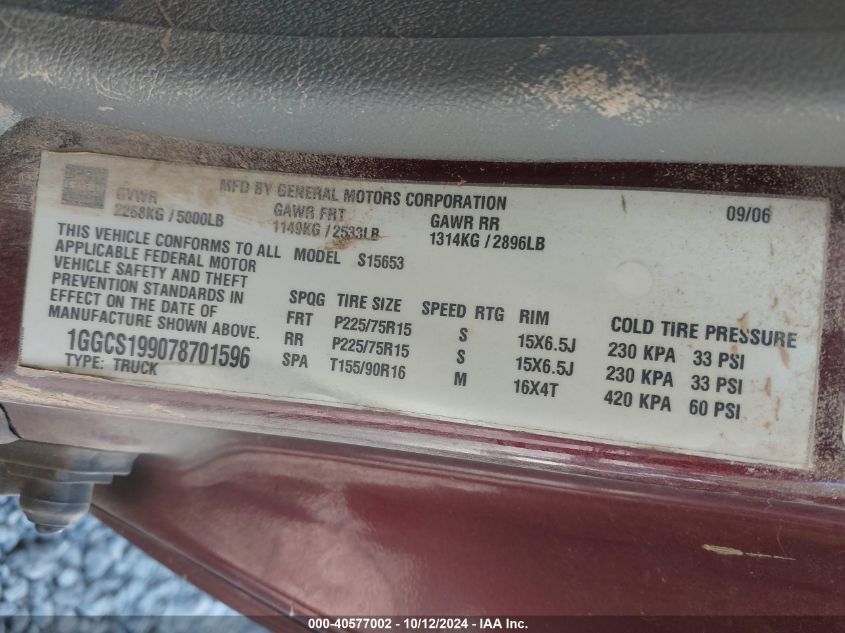 MFD BY GENERAL MOTORS CORPORATION 09/06
GVWR GAWR FRT GAWR RR
2268KG / 5000LB 1149KG / 2533LB 1314KG / 2896LB
THIS VEHICLE CONFORMS TO ALL
APPLICABLE FEDERAL MOTOR
VEHICLE SAFETY AND THEFT
PREVENTION STANDARDS IN
EFFECT ON THE DATE OF
MANUFACTURE SHOWN ABOVE.
1GGCS199078701596
TYPE: TRUCK
MODEL S15653
SPQG TIRE SIZE SPEED RTG RIM COLD TIRE PRESSURE
FRT P225/75R15 S 15X6.5J 230 KPA 33 PSI
RR P225/75R15 S 15X6.5J 230 KPA 33 PSI
SPA T155/90R16 M 16X4T 420 KPA 60 PSI
000-40577002 - 10/12/2024 - IAA Inc.